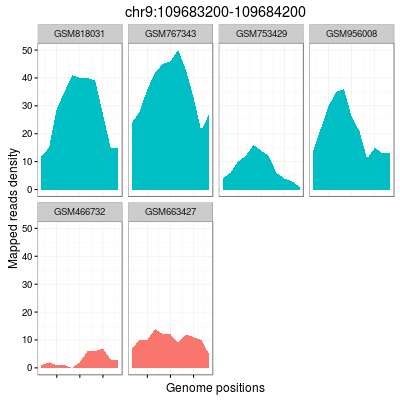 chr9:109683200-109684200
GSM818031 GSM767343 GSM753429 GSM956008
50
40
30
20
10
0
Mapped reads density
GSM466732 GSM663427
50
40
30
20
10
0
Genome positions